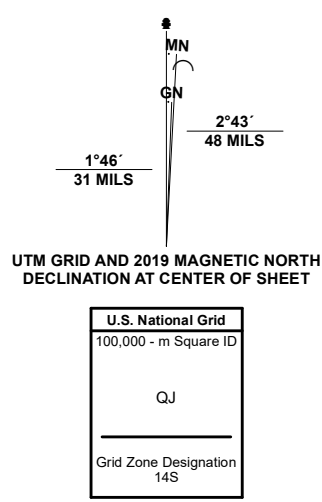 MN
GN
2°43´
48 MILS
1°46´
31 MILS
UTM GRID AND 2019 MAGNETIC NORTH
DECLINATION AT CENTER OF SHEET
U.S. National Grid
100,000 - m Square ID
QJ
Grid Zone Designation
14S